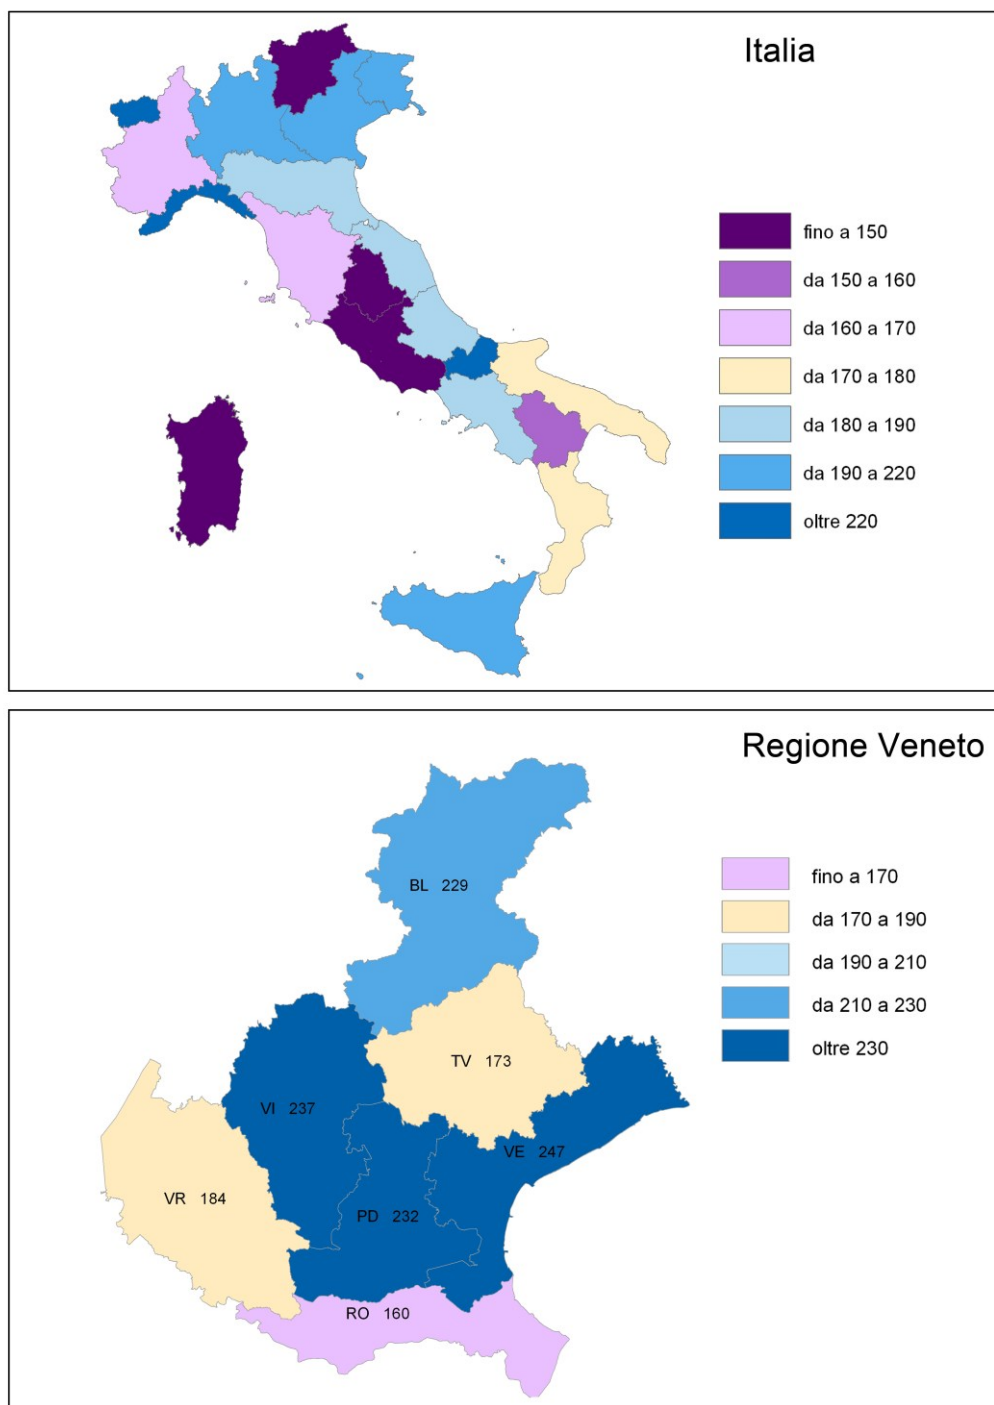 Italia
fino a 150
da 150 a 160
da 160 a 170
da 170 a 180
da 180 a 190
da 190 a 220
oltre 220
Regione Veneto
fino a 170
da 170 a 190
da 190 a 210
da 210 a 230
oltre 230
BL 229
TV 173
VI 237
VE 247
VR 184
PD 232
RO 160